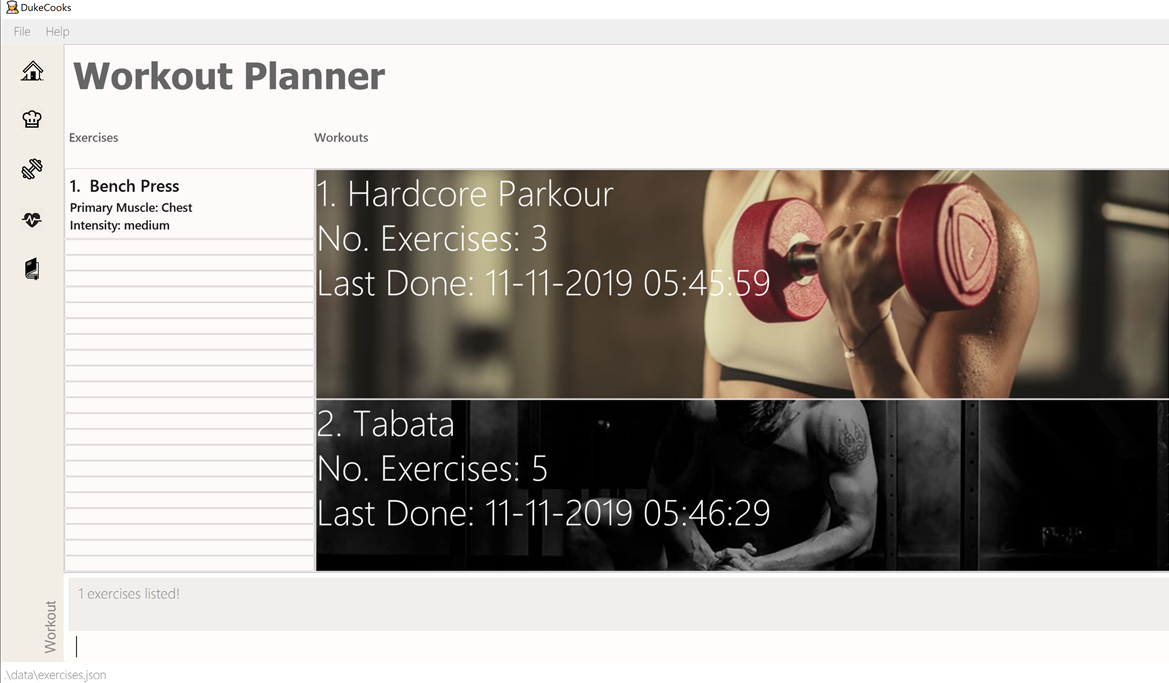 DukeCooks
File Help
Workout Planner
Exercises
Workouts
1. Bench Press
Primary Muscle: Chest
Intensity: medium
1. Hardcore Parkour
No. Exercises: 3
Last Done: 11-11-2019 05:45:59
2. Tabata
No. Exercises: 5
Last Done: 11-11-2019 05:46:29
1 exercises listed!
Workout
.\data\exercises.json